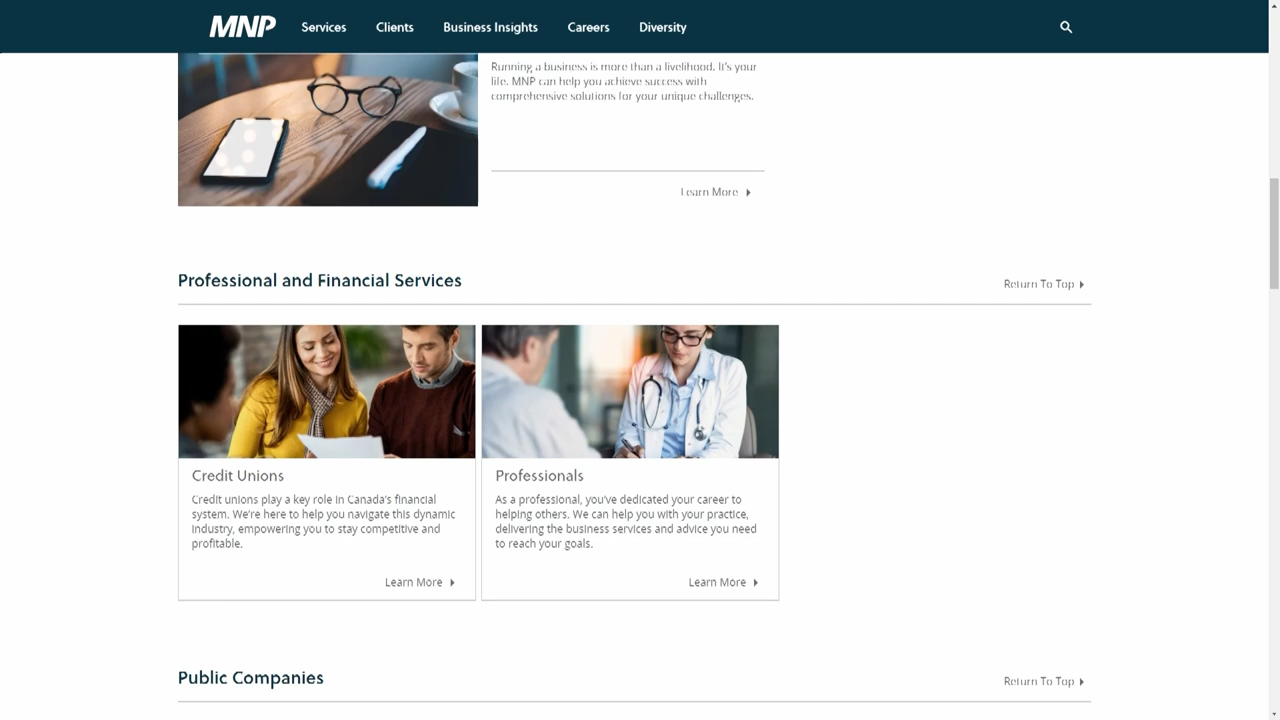 MNP Services Clients Business Insights Careers Diversity
Running a business is more than a livelihood. It's your
life. MNP can help you achieve success with
comprehensive solutions for your unique challenges.
Learn More
Professional and Financial Services
Return To Top
Credit Unions
Credit unions play a key role in Canada's financial
system. We're here to help you navigate this dynamic
industry, empowering you to stay competitive and
profitable.
Learn More
Professionals
As a professional, you've dedicated your career to
helping others. We can help you with your practice,
delivering the business services and advice you need
to reach your goals.
Learn More
Public Companies
Return To Top